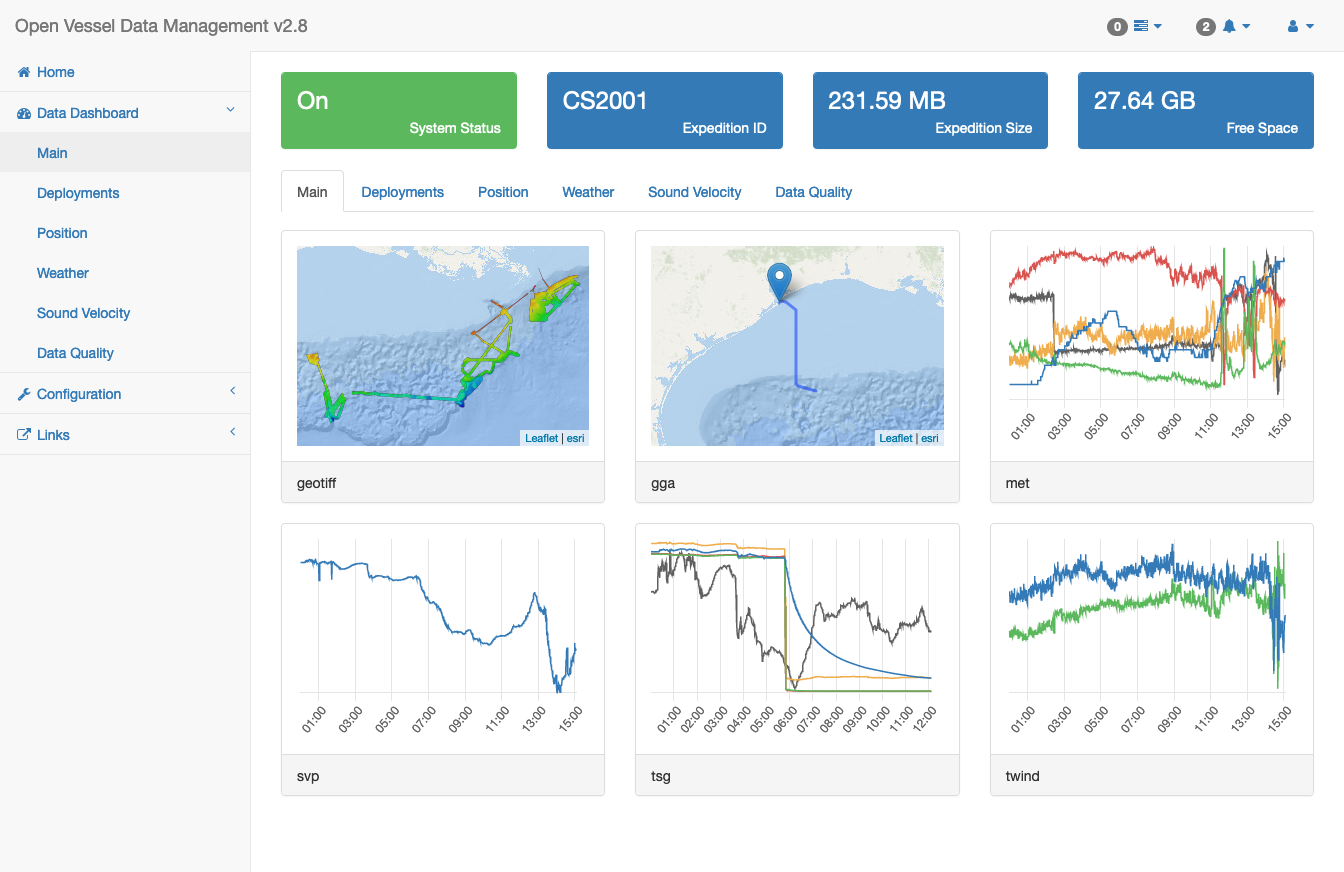 Open Vessel Data Management v2.8
0
2
Home
Data Dashboard
Main
Deployments
Position
Weather
Sound Velocity
Data Quality
Configuration
Links
On
System Status
CS2001
Expedition ID
231.59 MB
Expedition Size
27.64 GB
Free Space
Main Deployments Position Weather Sound Velocity Data Quality
Leaflet | esri
geotiff
Leaflet | esri
gga
01:00 03:00 05:00 07:00 09:00 11:00 13:00 15:00
met
01:00 03:00 05:00 07:00 09:00 11:00 13:00 15:00
svp
01:00 02:00 03:00 04:00 05:00 06:00 07:00 08:00 09:00 10:00 11:00 12:00
tsg
01:00 03:00 05:00 07:00 09:00 11:00 13:00 15:00
twind